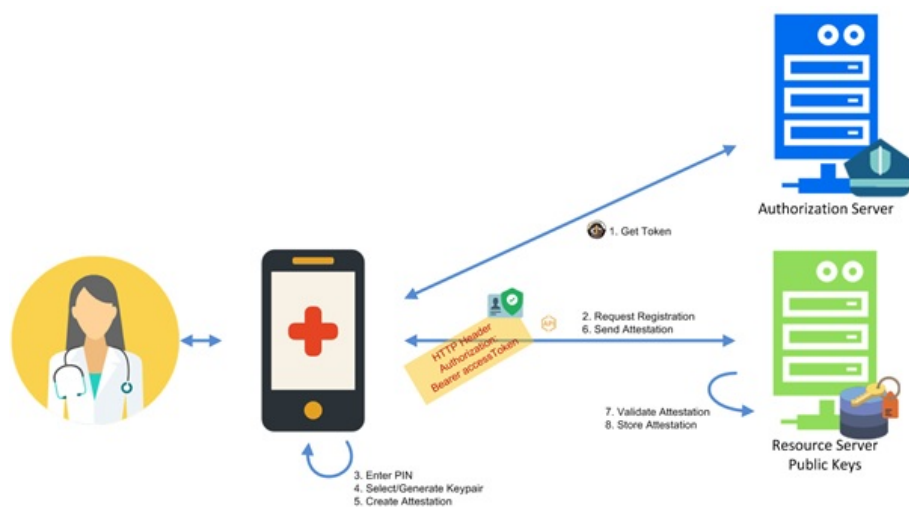 Authorization Server
1. Get Token
HTTP Header
Authorization:
Bearer accessToken
API
2. Request Registration
6. Send Attestation
7. Validate Attestation
8. Store Attestation
Resource Server
Public Keys
3. Enter PIN
4. Select/Generate Keypair
5. Create Attestation